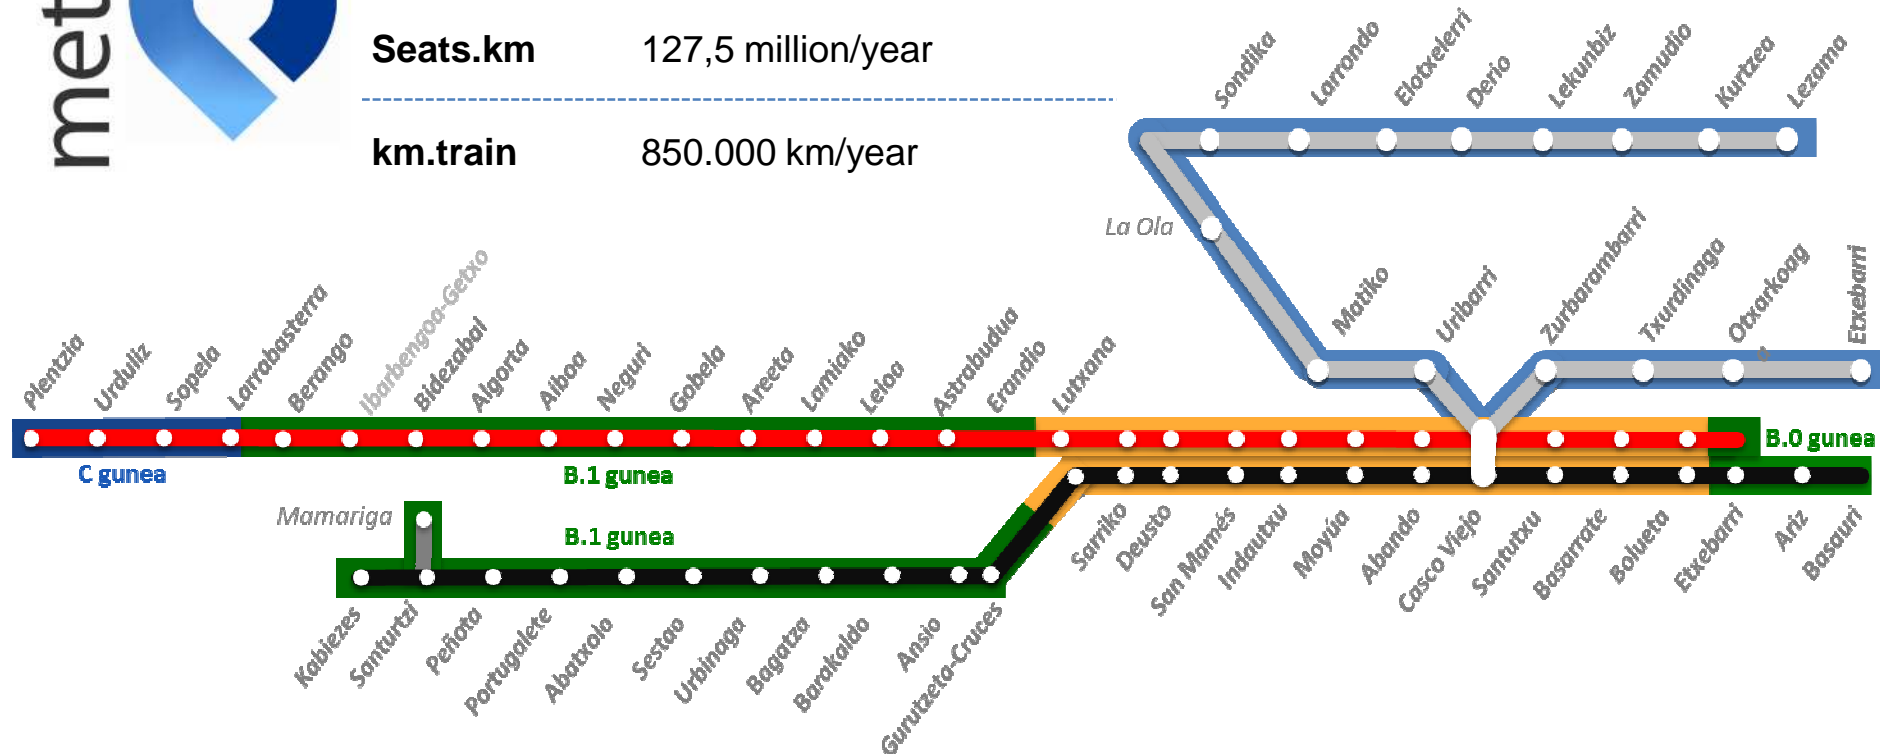 met
Seats.km 127,5 million/year
km.train 850.000 km/year
Sondika
Larrondo
Elotxelerri
Derio
Lekunbiz
Zamudio
Kurtzea
Lezama
La Ola
Matiko
Uribarri
Zurbaranbarri
Txurdinaga
Otxarkoag
a
Etxebarri
Plentzia
Urduliz
Sopela
Larrabasterra
Berango
Ibarbengoa-Getxo
Bidezabal
Algorta
Aiboa
Neguri
Gobela
Areeta
Lamiako
Leioa
Astrabudua
Erandio
Lutxana
C gunea
B.1 gunea
B.0 gunea
Mamariga
B.1 gunea
Kabiezes
Santurtzi
Peñota
Portugalete
Abatxolo
Sestao
Urbinaga
Bagatza
Barakaldo
Ansio
Gurutzeta-Cruces
Sarriko
Deusto
San Mamés
Indautxu
Moyúa
Abando
Casco Viejo
Santutxu
Basarrate
Bolueta
Etxebarri
Ariz
Basauri